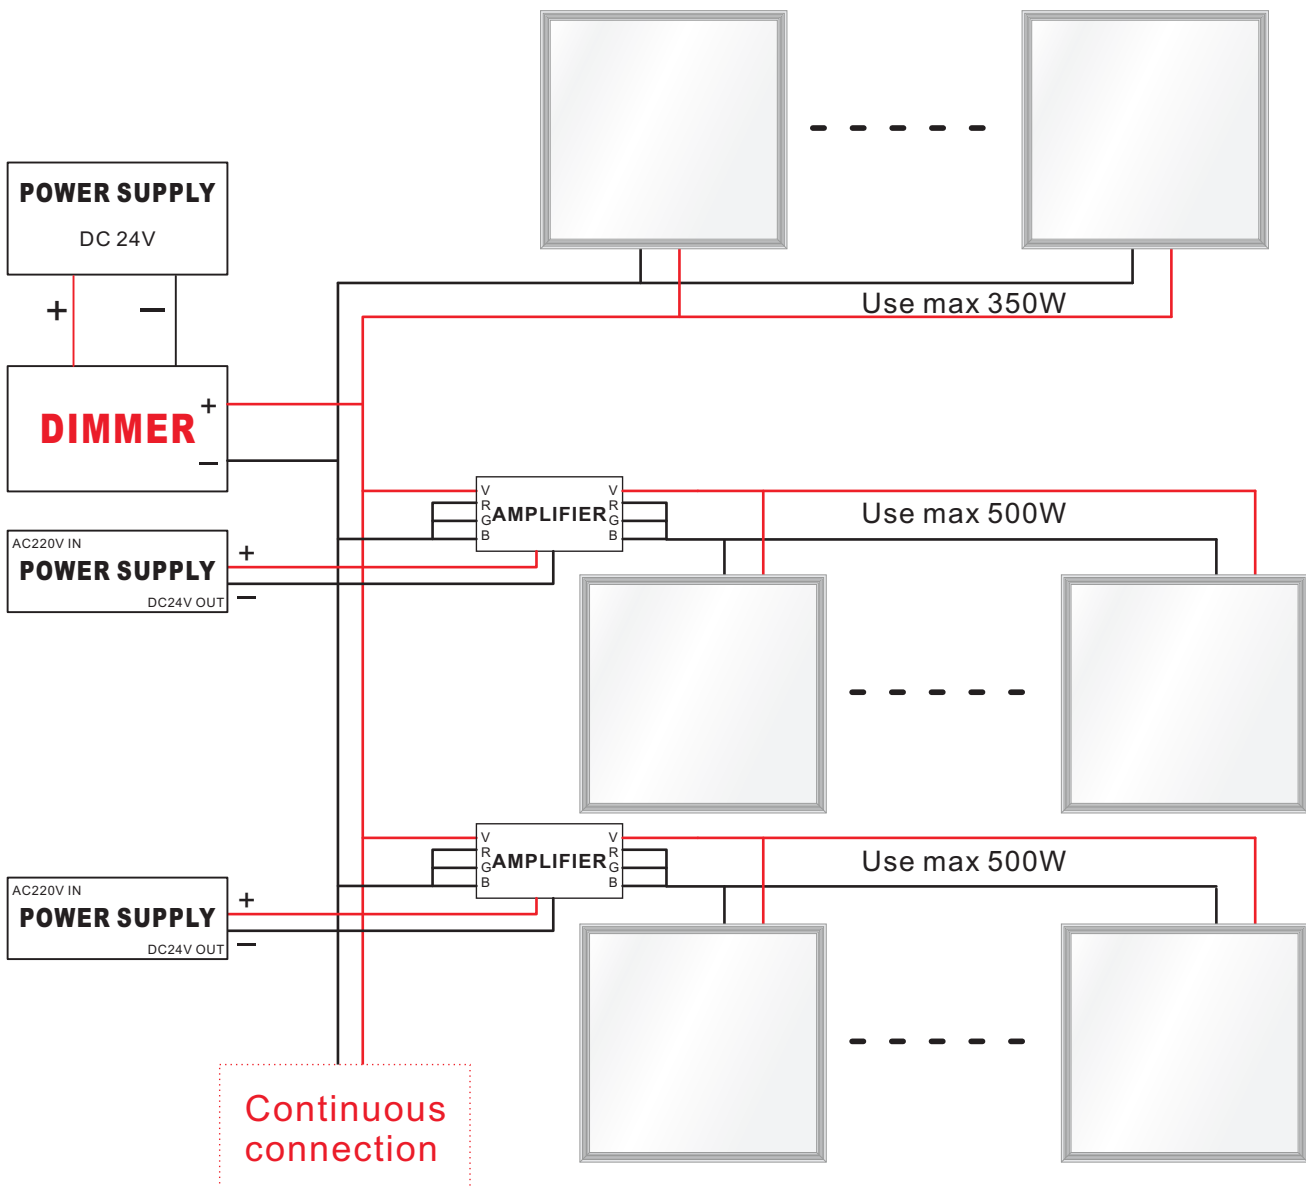 POWER SUPPLY
DC 24V
+ −
Use max 350W
DIMMER
+
−
AC220V IN
POWER SUPPLY
DC24V OUT
+
−
V
R
G
B
AMPLIFIER
V
R
G
B
Use max 500W
AC220V IN
POWER SUPPLY
DC24V OUT
+
−
V
R
G
B
AMPLIFIER
V
R
G
B
Use max 500W
Continuous
connection